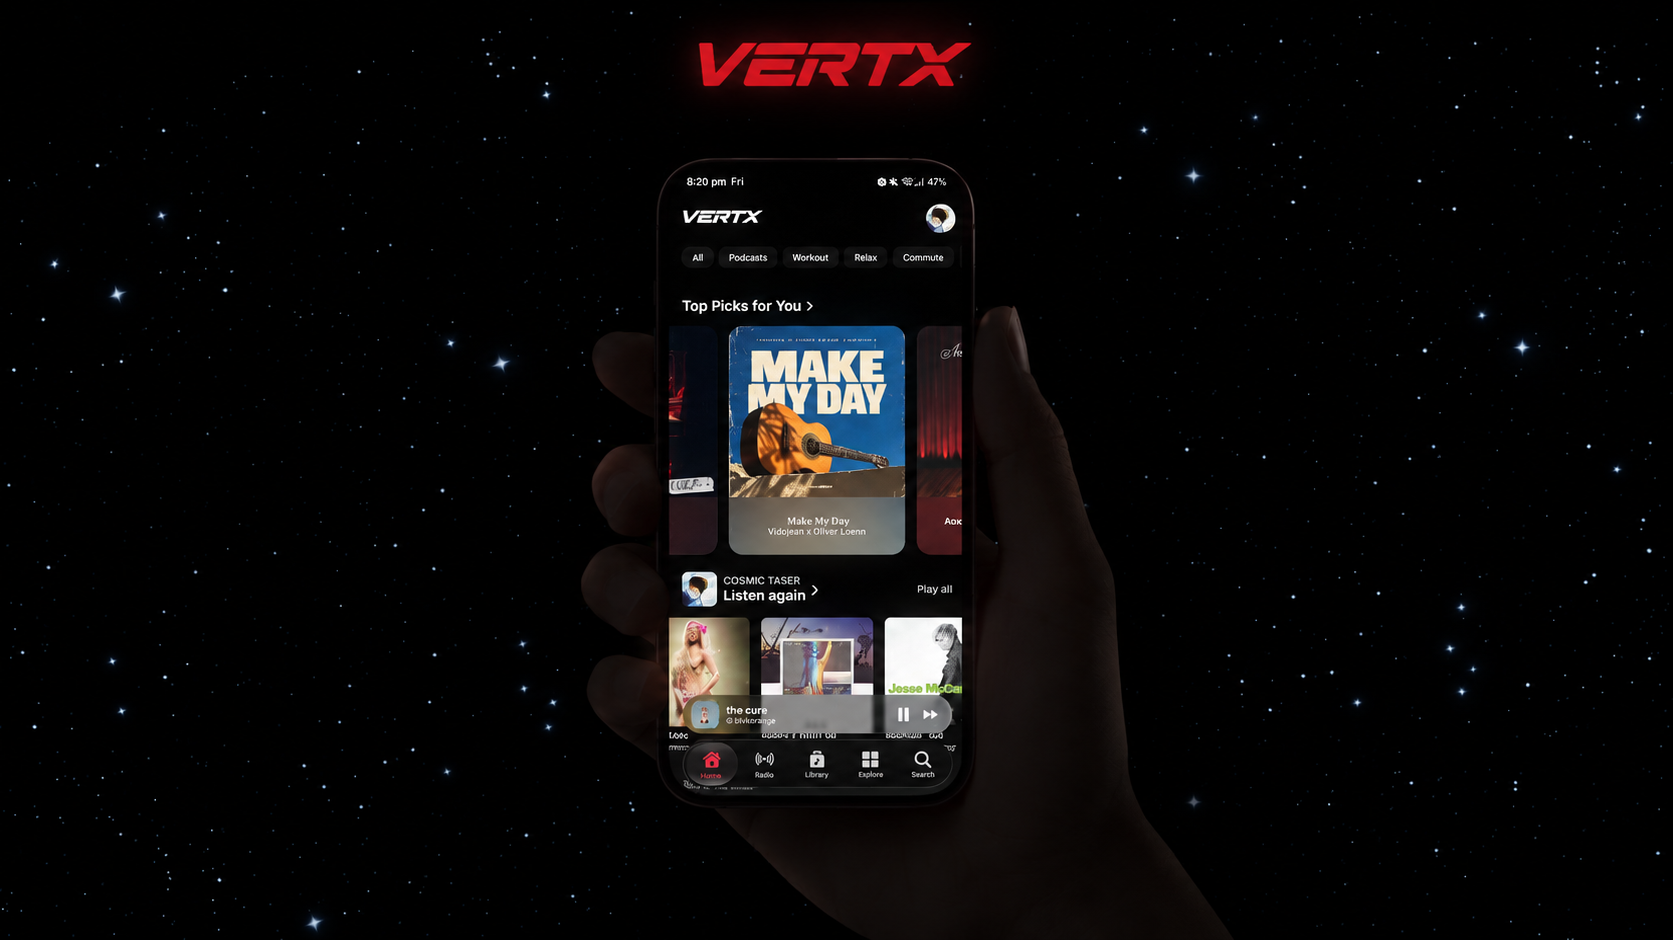 VERTX
8:20 pm Fri
47%
VERTX
All
Podcasts
Workout
Relax
Commute
Top Picks for You
MAKE
MY DAY
Make My Day
Vidojean x Oliver Loenn
COSMIC TASER
Listen again
Play all
the cure
blvkorange
Home
Radio
Library
Explore
Search